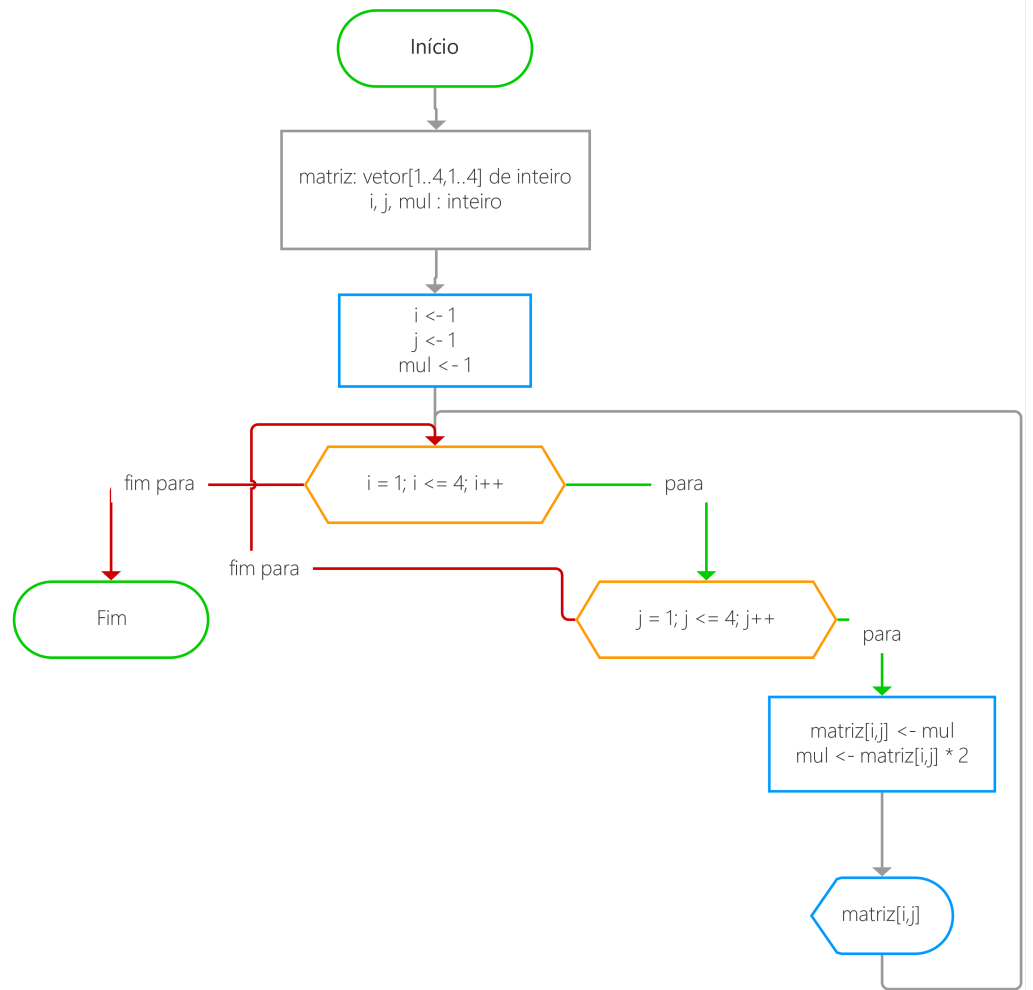 Início
matriz: vetor[1..4,1..4] de inteiro
i, j, mul : inteiro
i <- 1
j <- 1
mul <- 1
fim para
i = 1; i <= 4; i++
para
fim para
Fim
j = 1; j <= 4; j++
para
matriz[i,j] <- mul
mul <- matriz[i,j] * 2
matriz[i,j]